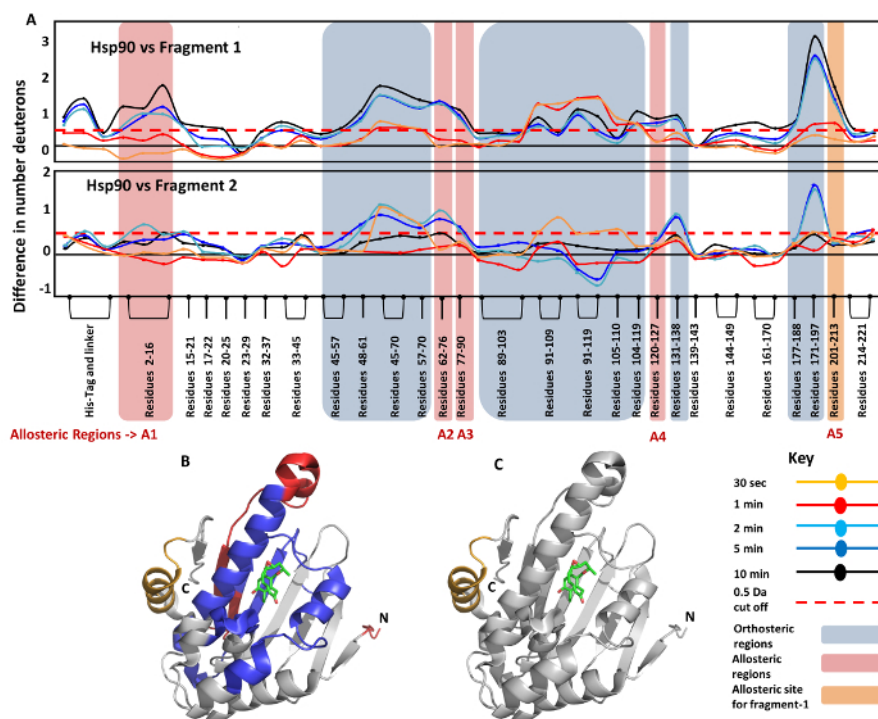 A
Hsp90 vs Fragment 1
3
2
1
0
Hsp90 vs Fragment 2
2
1
0
-1
Difference in number deuterons
His-Tag and linker
Residues 2-16
Residues 15-21
Residues 17-22
Residues 20-25
Residues 23-29
Residues 32-37
Residues 33-45
Residues 45-57
Residues 48-61
Residues 45-70
Residues 57-70
Residues 62-76
Residues 77-90
Residues 89-103
Residues 91-109
Residues 91-119
Residues 105-110
Residues 104-119
Residues 120-127
Residues 131-138
Residues 139-143
Residues 144-149
Residues 161-170
Residues 177-188
Residues 171-197
Residues 201-213
Residues 214-221
Allosteric Regions -> A1
A2 A3
A4
A5
B
C
N
C
C
N
Key
30 sec
1 min
2 min
5 min
10 min
0.5 Da
cut off
Orthosteric
regions
Allosteric
regions
Allosteric site
for fragment-1